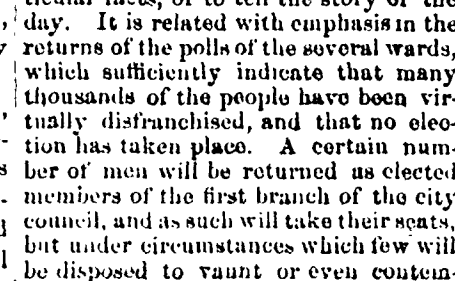 day. It is related with emphasis in the
returns of the polls of the several wards,
which sufficiently indicate that many
thousands of the people have been vir-
tually disfranchised, and that no elec-
tion has taken place. A certain num-
ber of men will be returned as elected
members of the first branch of the city
council, and as such will take their seats,
but under circumstances which few will
be disposed to vaunt or even contem-